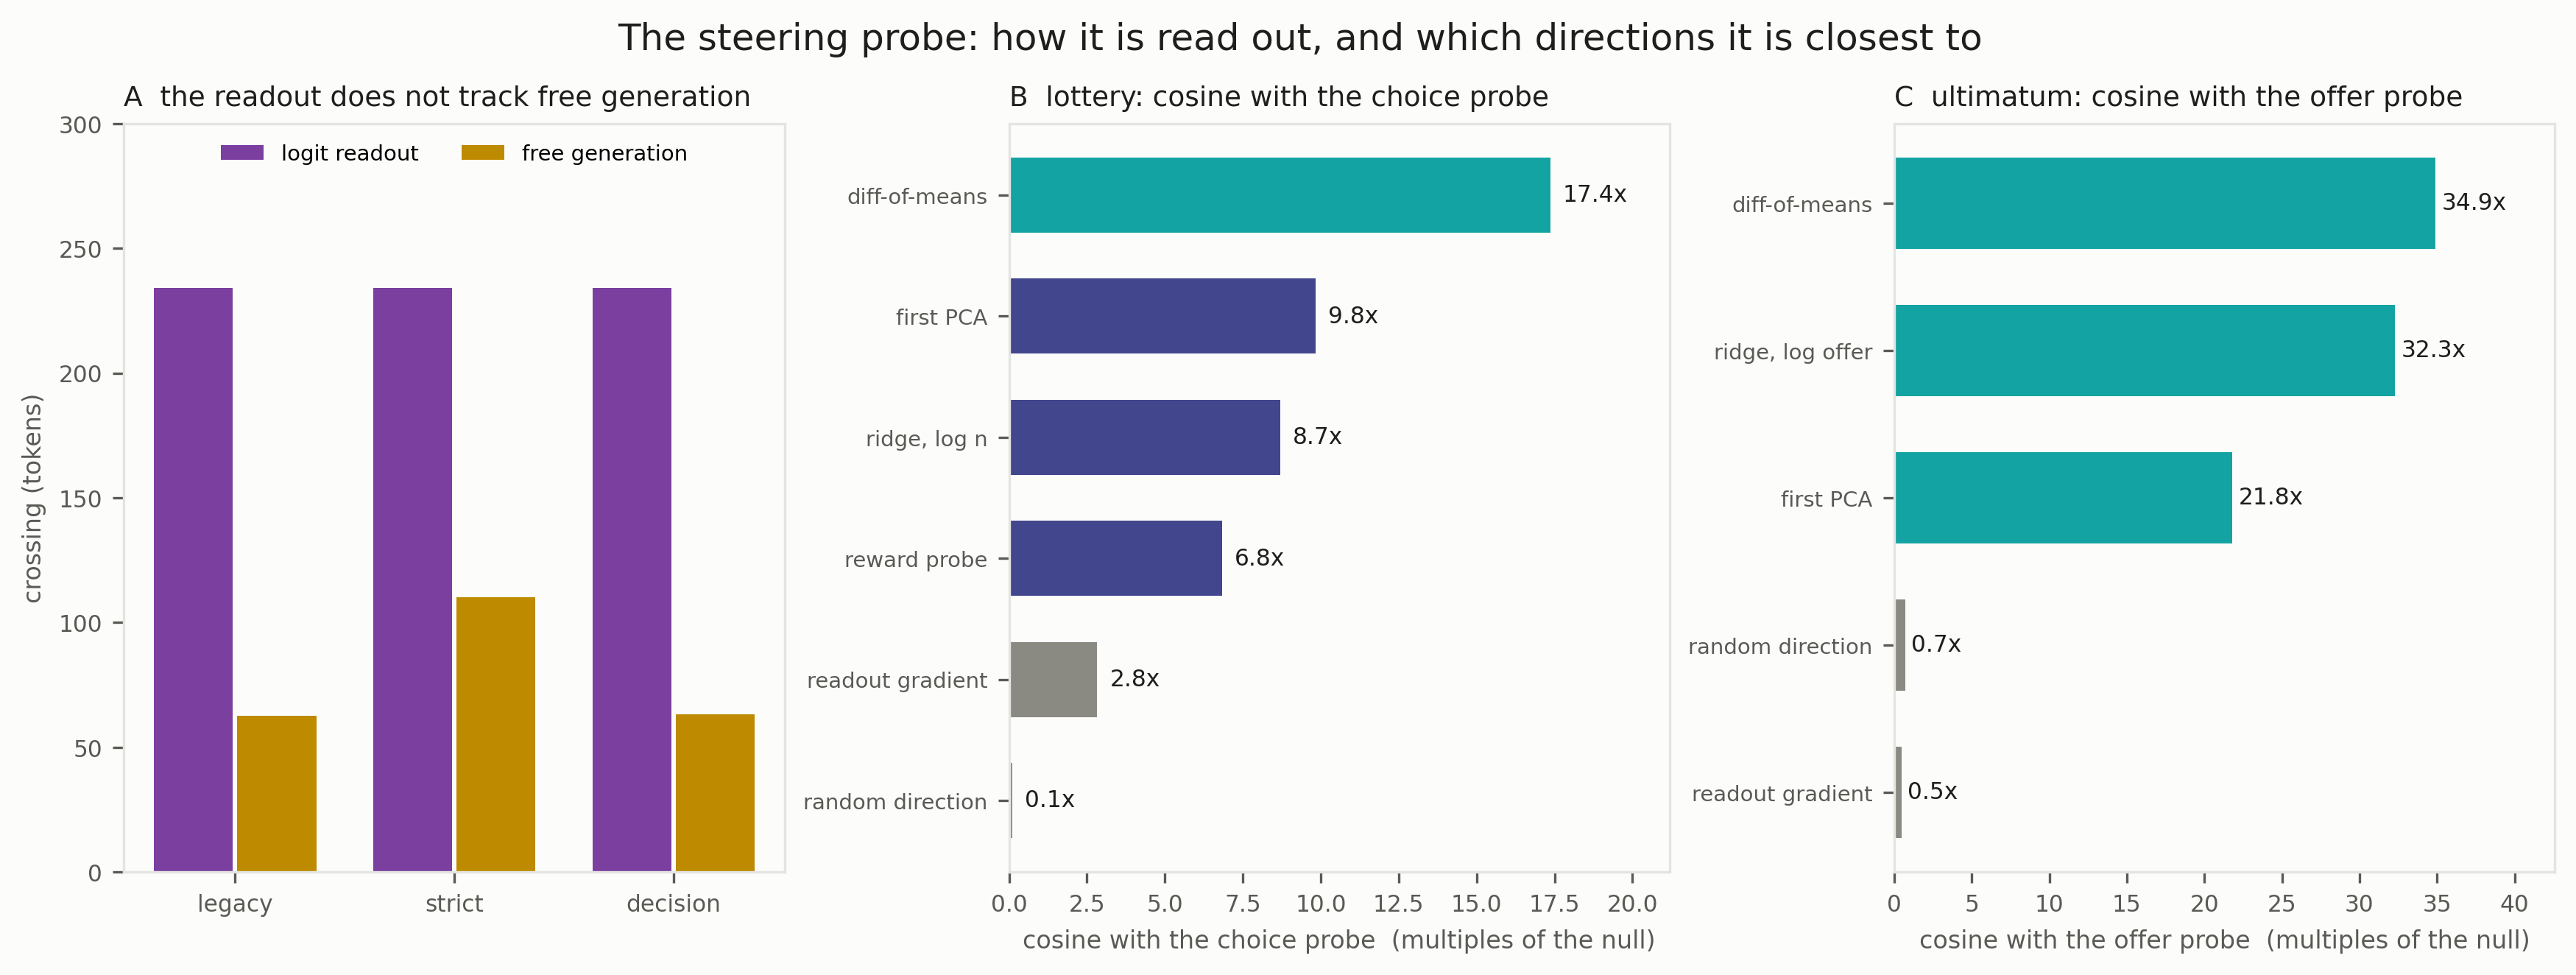 The steering probe: how it is read out, and which directions it is closest to
A  the readout does not track free generation
logit readout
free generation
crossing (tokens)
300
250
200
150
100
50
0
legacy
strict
decision
B  lottery: cosine with the choice probe
diff-of-means
17.4x
first PCA
9.8x
ridge, log n
8.7x
reward probe
6.8x
readout gradient
2.8x
random direction
0.1x
0.0 2.5 5.0 7.5 10.0 12.5 15.0 17.5 20.0
cosine with the choice probe  (multiples of the null)
C  ultimatum: cosine with the offer probe
diff-of-means
34.9x
ridge, log offer
32.3x
first PCA
21.8x
random direction
0.7x
readout gradient
0.5x
0 5 10 15 20 25 30 35 40
cosine with the offer probe  (multiples of the null)